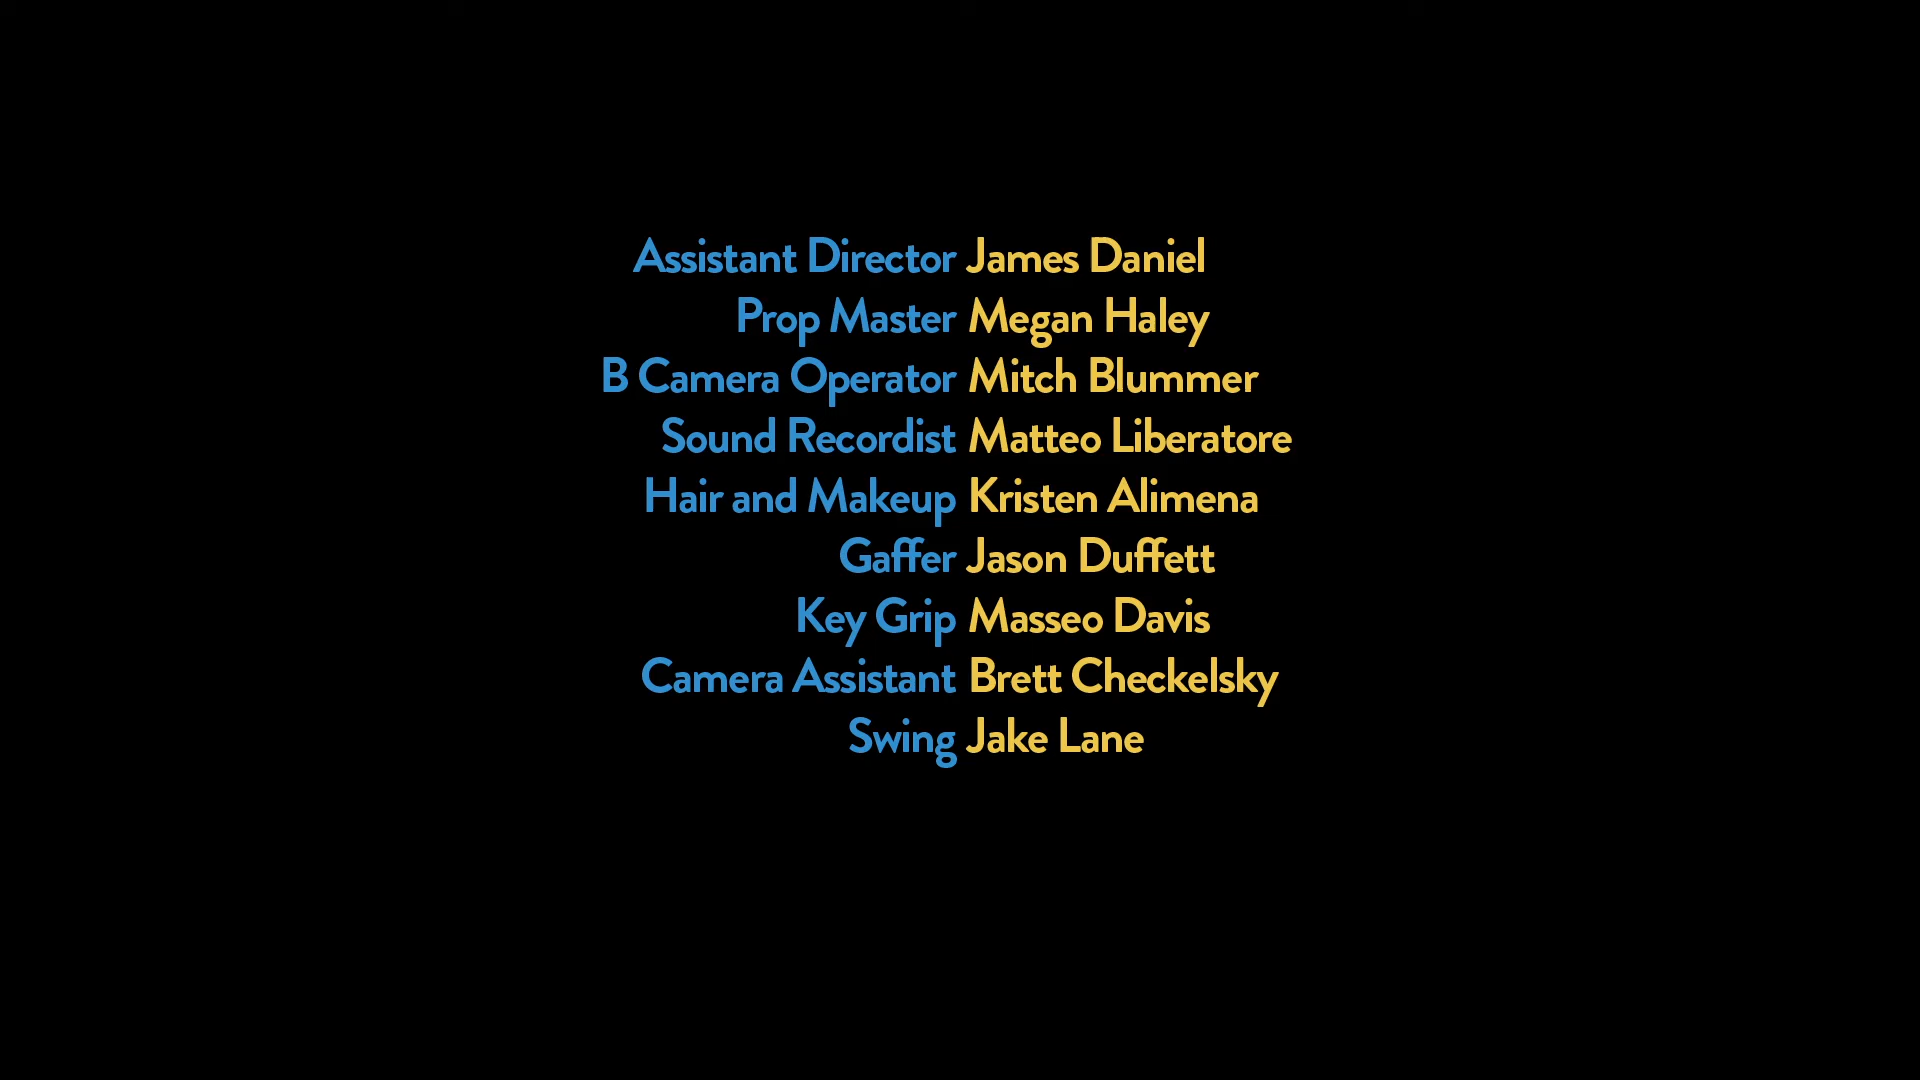 Assistant Director James Daniel
Prop Master Megan Haley
B Camera Operator Mitch Blummer
Sound Recordist Matteo Liberatore
Hair and Makeup Kristen Alimena
Gaffer Jason Duffett
Key Grip Masseo Davis
Camera Assistant Brett Checkelsky
Swing Jake Lane